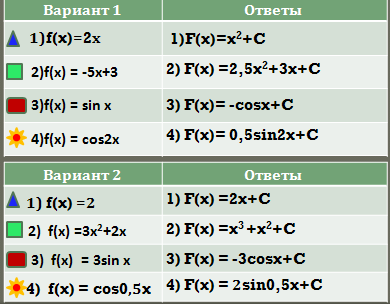 Вариант 1 Ответы
1)f(x)=2x 1)F(x)=x²+C
2)f(x) = -5x+3 2) F(x) =2,5x²+3x+C
3)f(x) = sin x 3) F(x)= -cosx+C
4)f(x) = cos2x 4) F(x)= 0,5sin2x+C
Вариант 2 Ответы
1) f(x) =2 1) F(x) =2x+C
2) f(x) =3x²+2x 2) F(x) =x³+x²+C
3) f(x) = 3sin x 3) F(x) = -3cosx+C
4) f(x) = cos0,5x 4) F(x) = 2sin0,5x+C